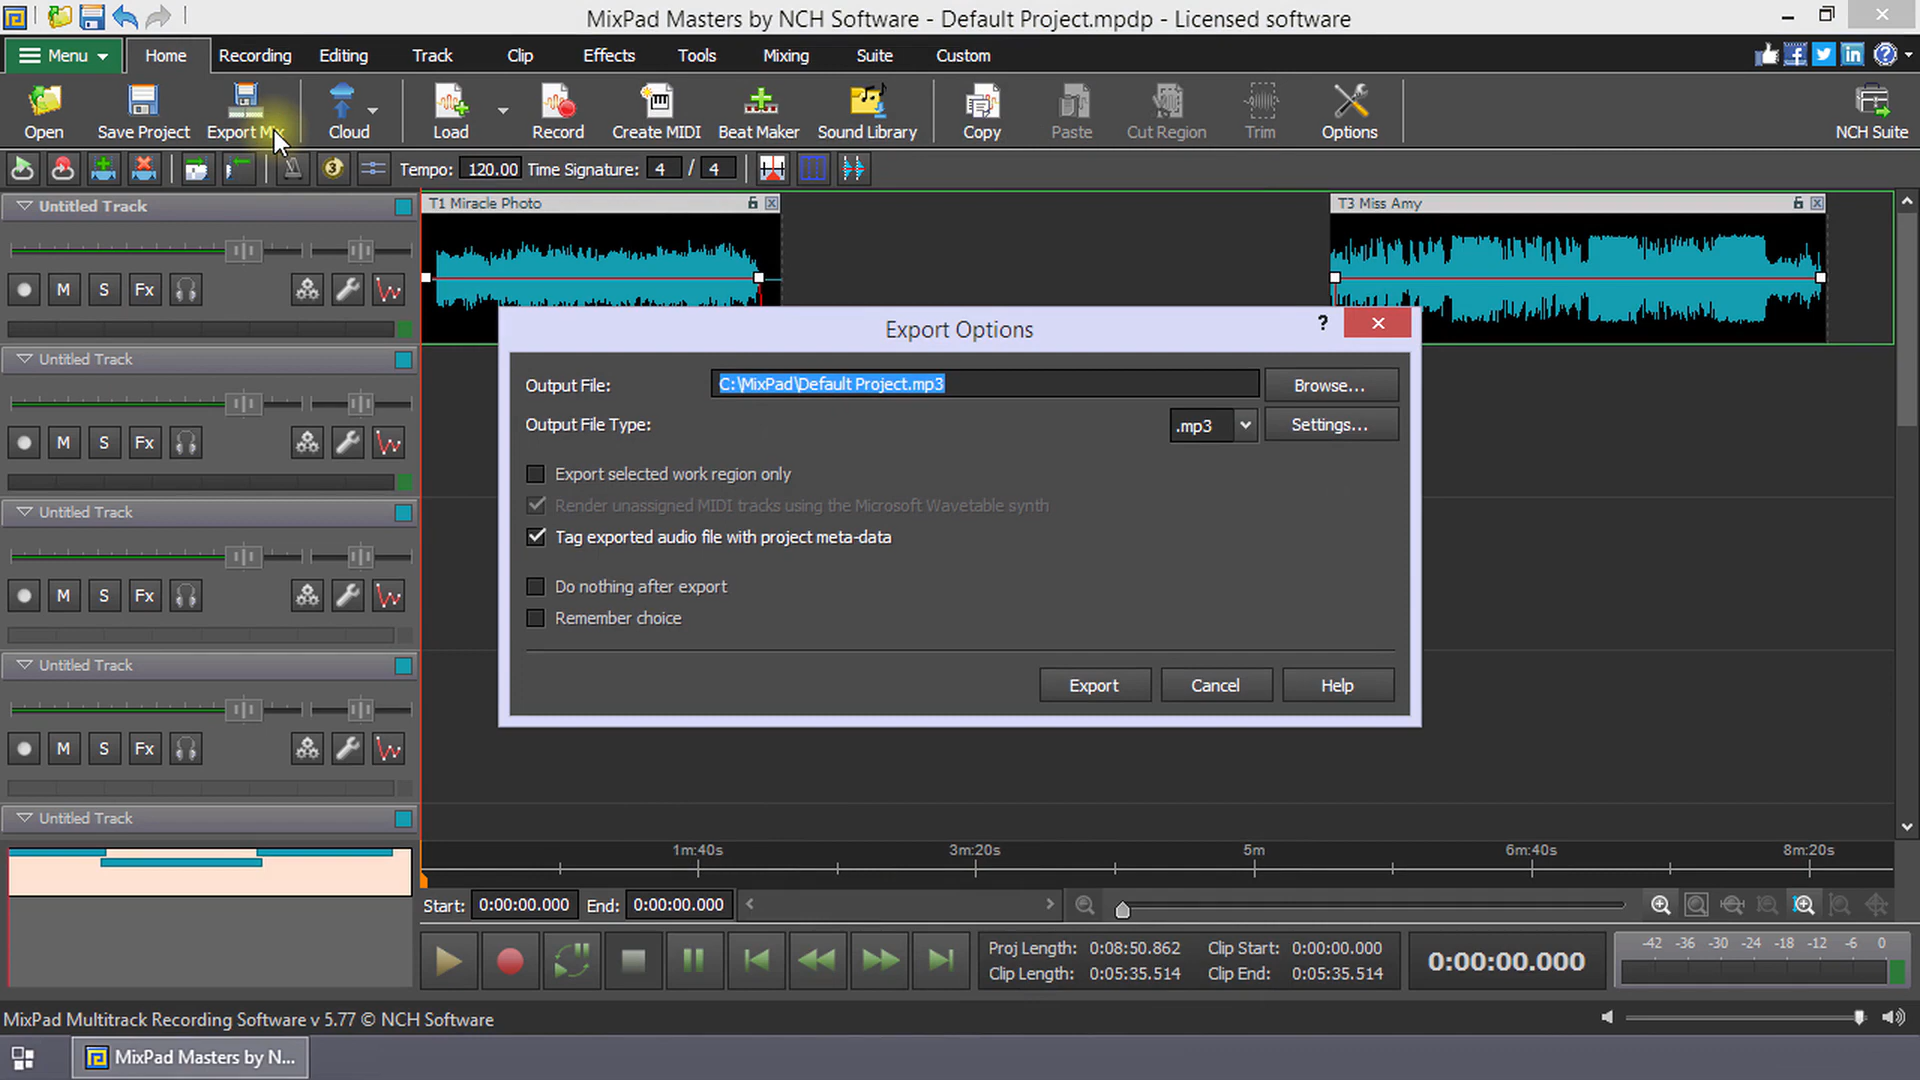 MixPad Masters by NCH Software - Default Project.mpdp - Licensed software
Menu Home Recording Editing Track Clip Effects Tools Mixing Suite Custom
Open Save Project Export Mix Cloud Load Record Create MIDI Beat Maker Sound Library Copy Paste Cut Region Trim Options NCH Suite
Tempo: 120.00 Time Signature: 4 / 4
Untitled Track
T1 Miracle Photo
T3 Miss Amy
M S Fx
Untitled Track
M S Fx
Untitled Track
M S Fx
Untitled Track
M S Fx
Untitled Track
Export Options ?
Output File: C:\MixPad\Default Project.mp3 Browse...
Output File Type: .mp3 Settings...
Export selected work region only
Render unassigned MIDI tracks using the Microsoft Wavetable synth
Tag exported audio file with project meta-data
Do nothing after export
Remember choice
Export Cancel Help
1m:40s 3m:20s 5m 6m:40s 8m:20s
Start: 0:00:00.000 End: 0:00:00.000
Proj Length: 0:08:50.862 Clip Start: 0:00:00.000
Clip Length: 0:05:35.514 Clip End: 0:05:35.514
0:00:00.000
-42 -36 -30 -24 -18 -12 -6 0
MixPad Multitrack Recording Software v 5.77 © NCH Software
MixPad Masters by N...